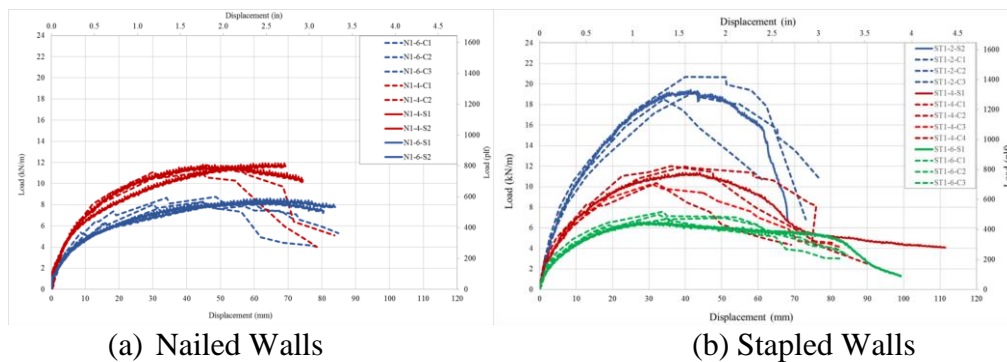 Displacement (in)
0.0 0.5 1.0 1.5 2.0 2.5 3.0 3.5 4.0 4.5
24
22
20
18
16
14
12
10
8
6
4
2
0
Load (kN/m)
1600
1400
1200
1000
800
600
400
200
0
Load (plf)
N1-6-C1
N1-6-C2
N1-6-C3
N1-4-C1
N1-4-C2
N1-4-S1
N1-4-S2
N1-6-S1
N1-6-S2
0 10 20 30 40 50 60 70 80 90 100 110 120
Displacement (mm)
(a) Nailed Walls
Displacement (in)
0 0.5 1 1.5 2 2.5 3 3.5 4 4.5
24
22
20
18
16
14
12
10
8
6
4
2
0
Load (kN/m)
1600
1400
1200
1000
800
600
400
200
0
Load (plf)
ST1-2-S2
ST1-2-C1
ST1-2-C2
ST1-2-C3
ST1-4-S1
ST1-4-C1
ST1-4-C2
ST1-4-C3
ST1-4-C4
ST1-6-S1
ST1-6-C1
ST1-6-C2
ST1-6-C3
0 10 20 30 40 50 60 70 80 90 100 110 120
Displacement (mm)
(b) Stapled Walls